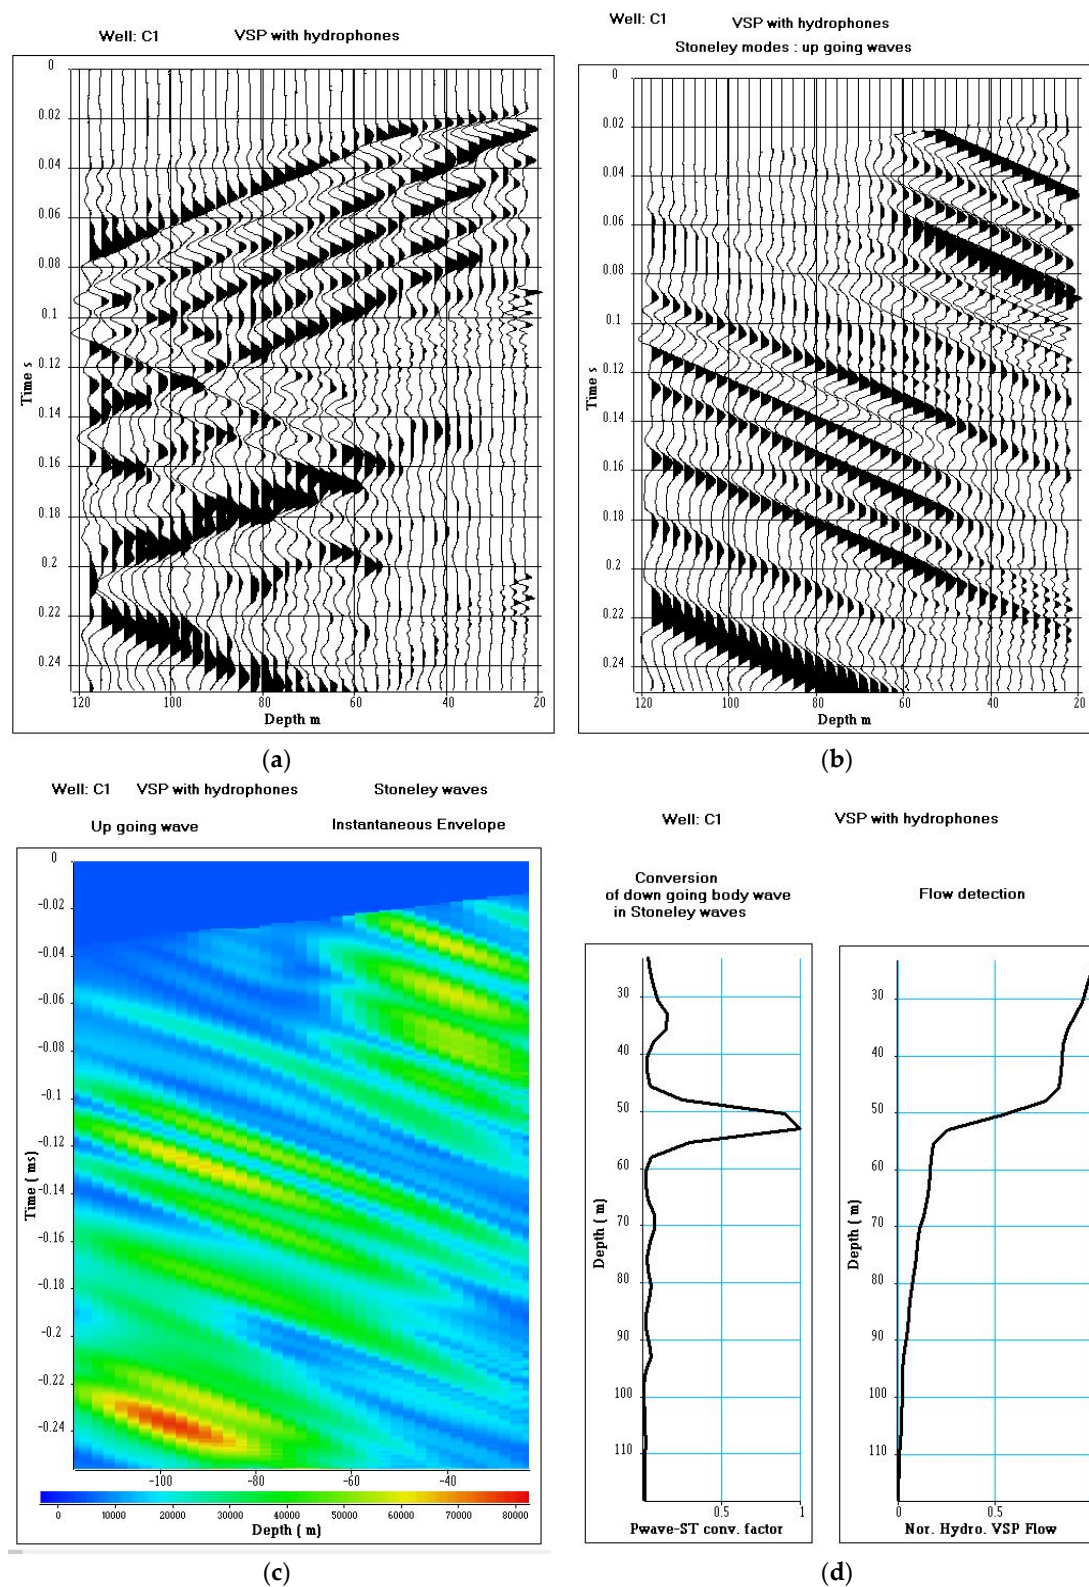 Well: C1 VSP with hydrophones
0
0.02
0.04
0.06
0.08
0.1
0.12
0.14
0.16
0.18
0.2
0.22
0.24
Time s
120 100 80 60 40 20
Depth m
(a)
Well: C1 VSP with hydrophones
Stoneley modes : up going waves
0
0.02
0.04
0.06
0.08
0.1
0.12
0.14
0.16
0.18
0.2
0.22
0.24
Time s
120 100 80 60 40 20
Depth m
(b)
Well: C1 VSP with hydrophones Stoneley waves
Up going wave Instantaneous Envelope
0
-0.02
-0.04
-0.06
-0.08
-0.1
-0.12
-0.14
-0.16
-0.18
-0.2
-0.22
-0.24
Time ( ms)
-100 -80 -60 -40
0 10000 20000 30000 40000 50000 60000 70000 80000
Depth ( m)
(c)
Well: C1 VSP with hydrophones
Conversion
of down going body wave
in Stoneley waves
30
40
50
60
70
80
90
100
110
Depth ( m)
0.5 1
Pwave-ST conv. factor
Flow detection
30
40
50
60
70
80
90
100
110
Depth ( m)
0 0.5
Nor. Hydro. VSP Flow
(d)